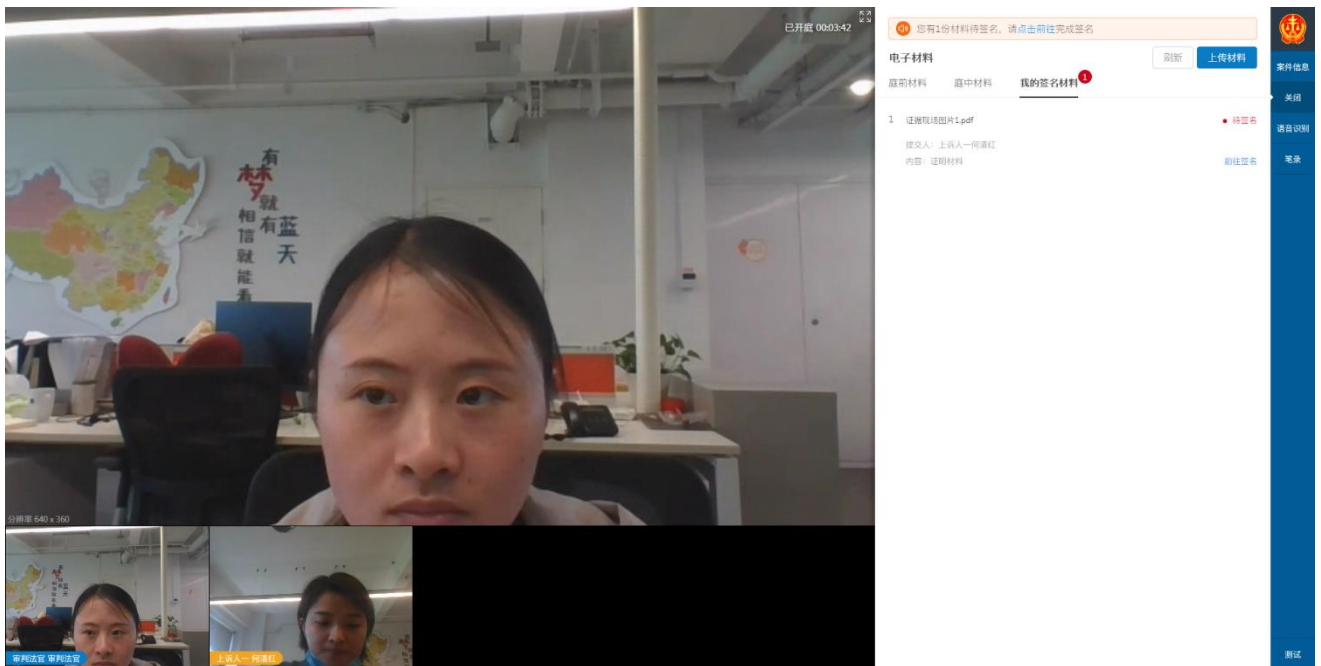 已开庭 00:03:42
有
梦
就
有
蓝
天
相
信
就
能
看
分辨率 640 x 360
审判法官 审判法官
上诉人一 何清红
您有1份材料待签名，请点击前往完成签名
电子材料
刷新
上传材料
庭前材料
庭中材料
我的签名材料
1
1 证据现场图片1.pdf
待签名
提交人：上诉人一何清红
内容：证明材料
前往签名
案件信息
关闭
语音识别
笔录
测试